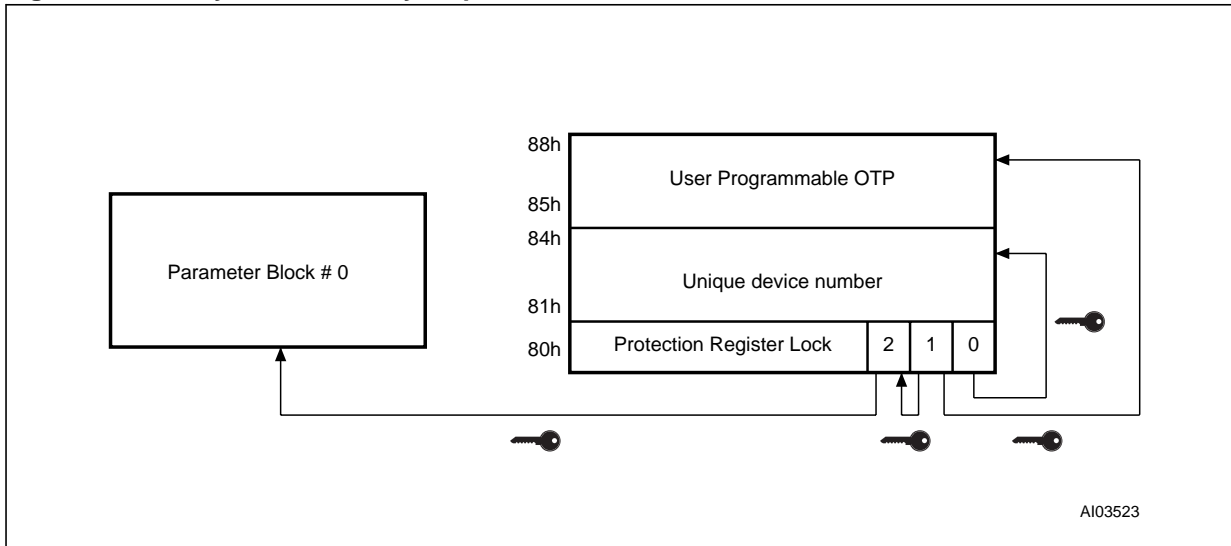 88h
User Programmable OTP
85h
84h
Parameter Block # 0
Unique device number
81h
80h
Protection Register Lock
2
1
0
AI03523